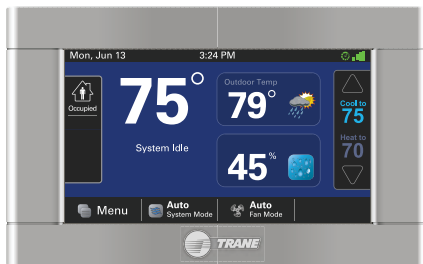 Mon, Jun 13 3:24 PM
Occupied
75°
System Idle
Outdoor Temp
79°
45%
Cool to
75
Heat to
70
Menu
Auto
System Mode
Auto
Fan Mode
TRANE